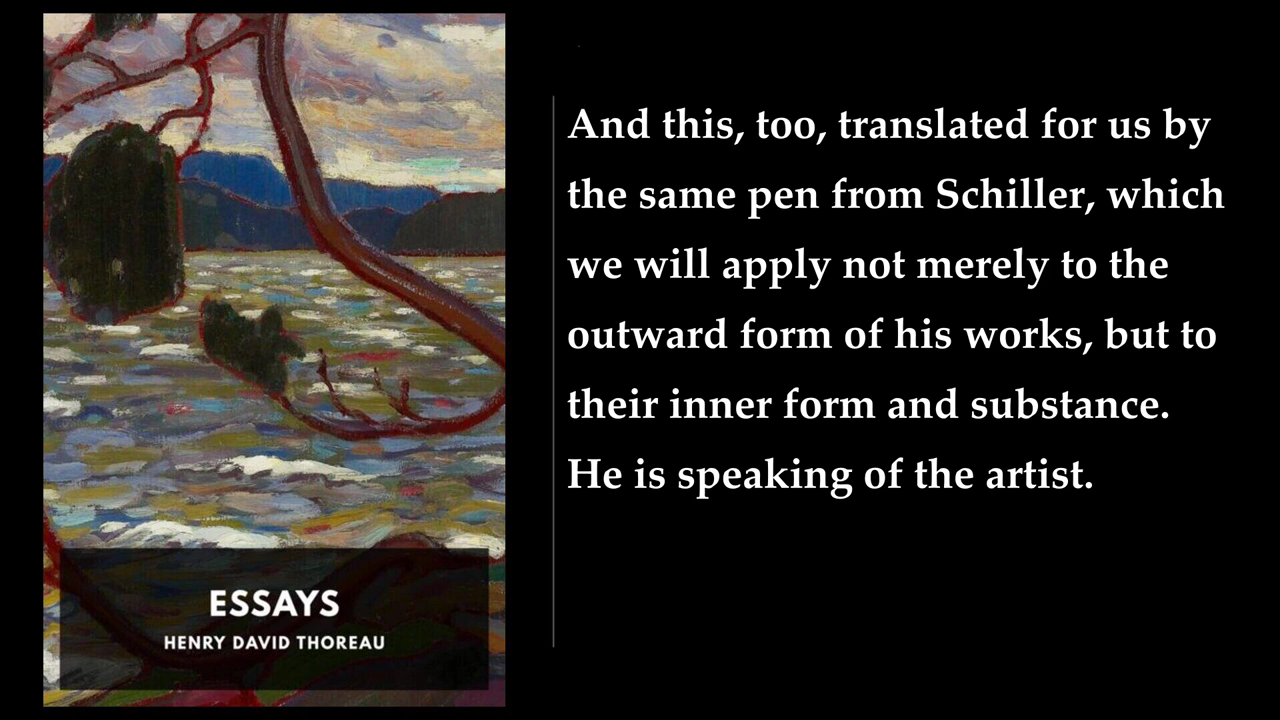 ESSAYS
HENRY DAVID THOREAU
And this, too, translated for us by
the same pen from Schiller, which
we will apply not merely to the
outward form of his works, but to
their inner form and substance.
He is speaking of the artist.